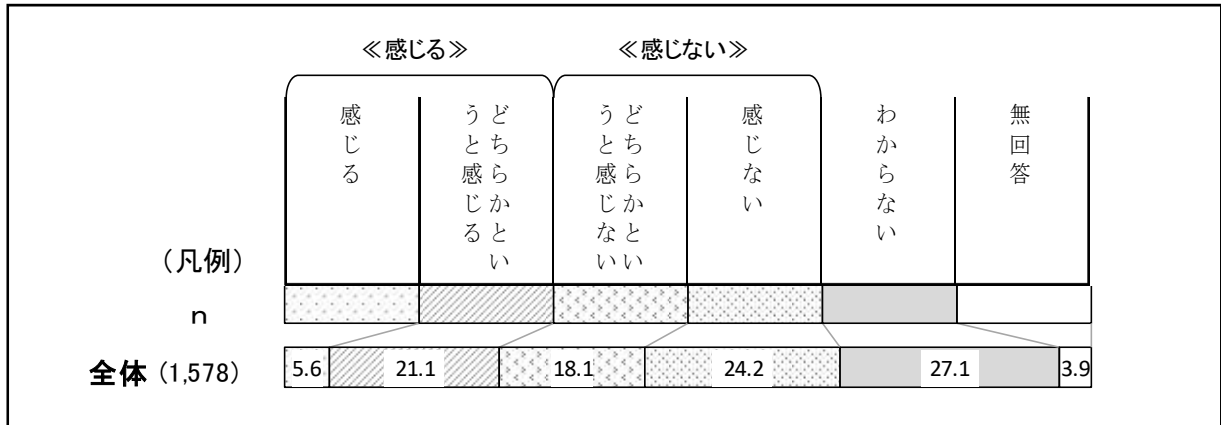 ≪感じる≫ ≪感じない≫
感じる
どちらかとい
うと感じる
どちらかとい
うと感じない
感じない
わからない
無回答
(凡例)
n
全体 (1,578) 5.6 21.1 18.1 24.2 27.1 3.9